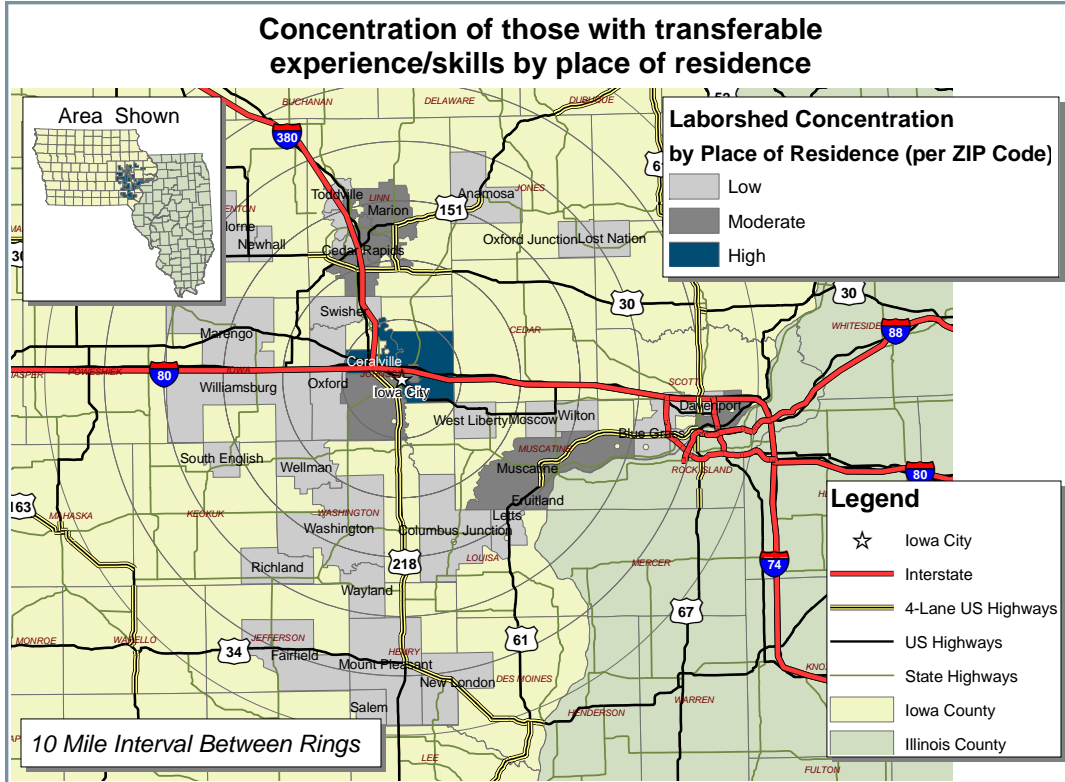 Concentration of those with transferable
experience/skills by place of residence
Area Shown
Laborshed Concentration
by Place of Residence (per ZIP Code)
Low
Moderate
High
BUCHANAN
DELAWARE
DUBUQUE
380
Toddville
LINN
Marion
Anamosa
JONES
151
Newhall
Cedar Rapids
Oxford Junction
Lost Nation
30
30
Swisher
CEDAR
WHITESIDE
88
Marengo
Coralville
POWESHIEK
80
IOWA
Williamsburg
Oxford
Iowa City
SCOTT
Davenport
West Liberty
Moscow
Wilton
Blue Grass
MUSCATINE
ROCK ISLAND
80
South English
Wellman
Muscatine
Fruitland
Letts
163
MAHASKA
KEOKUK
WASHINGTON
Washington
Columbus Junction
LOUISA
218
Richland
Wayland
MERCER
74
67
61
MONROE
WAPELLO
34
JEFFERSON
Fairfield
HENRY
Mount Pleasant
New London
DES MOINES
Salem
HENDERSON
WARREN
LEE
FULTON
Legend
Iowa City
Interstate
4-Lane US Highways
US Highways
State Highways
Iowa County
Illinois County
10 Mile Interval Between Rings